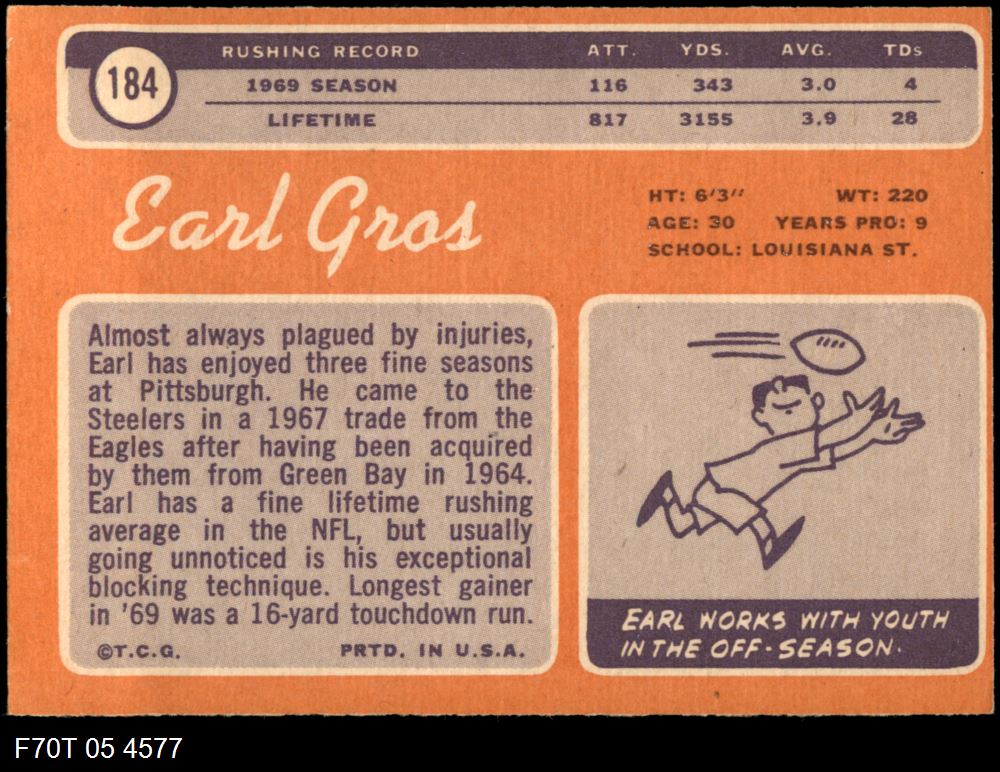 184
RUSHING RECORD ATT. YDS. AVG. TDs
1969 SEASON 116 343 3.0 4
LIFETIME 817 3155 3.9 28
Earl Gros
HT: 6'3" WT: 220
AGE: 30 YEARS PRO: 9
SCHOOL: LOUISIANA ST.
Almost always plagued by injuries,
Earl has enjoyed three fine seasons
at Pittsburgh. He came to the
Steelers in a 1967 trade from the
Eagles after having been acquired
by them from Green Bay in 1964.
Earl has a fine lifetime rushing
average in the NFL, but usually
going unnoticed is his exceptional
blocking technique. Longest gainer
in '69 was a 16-yard touchdown run.
©T.C.G. PRTD. IN U.S.A.
EARL WORKS WITH YOUTH
IN THE OFF-SEASON.
F70T 05 4577